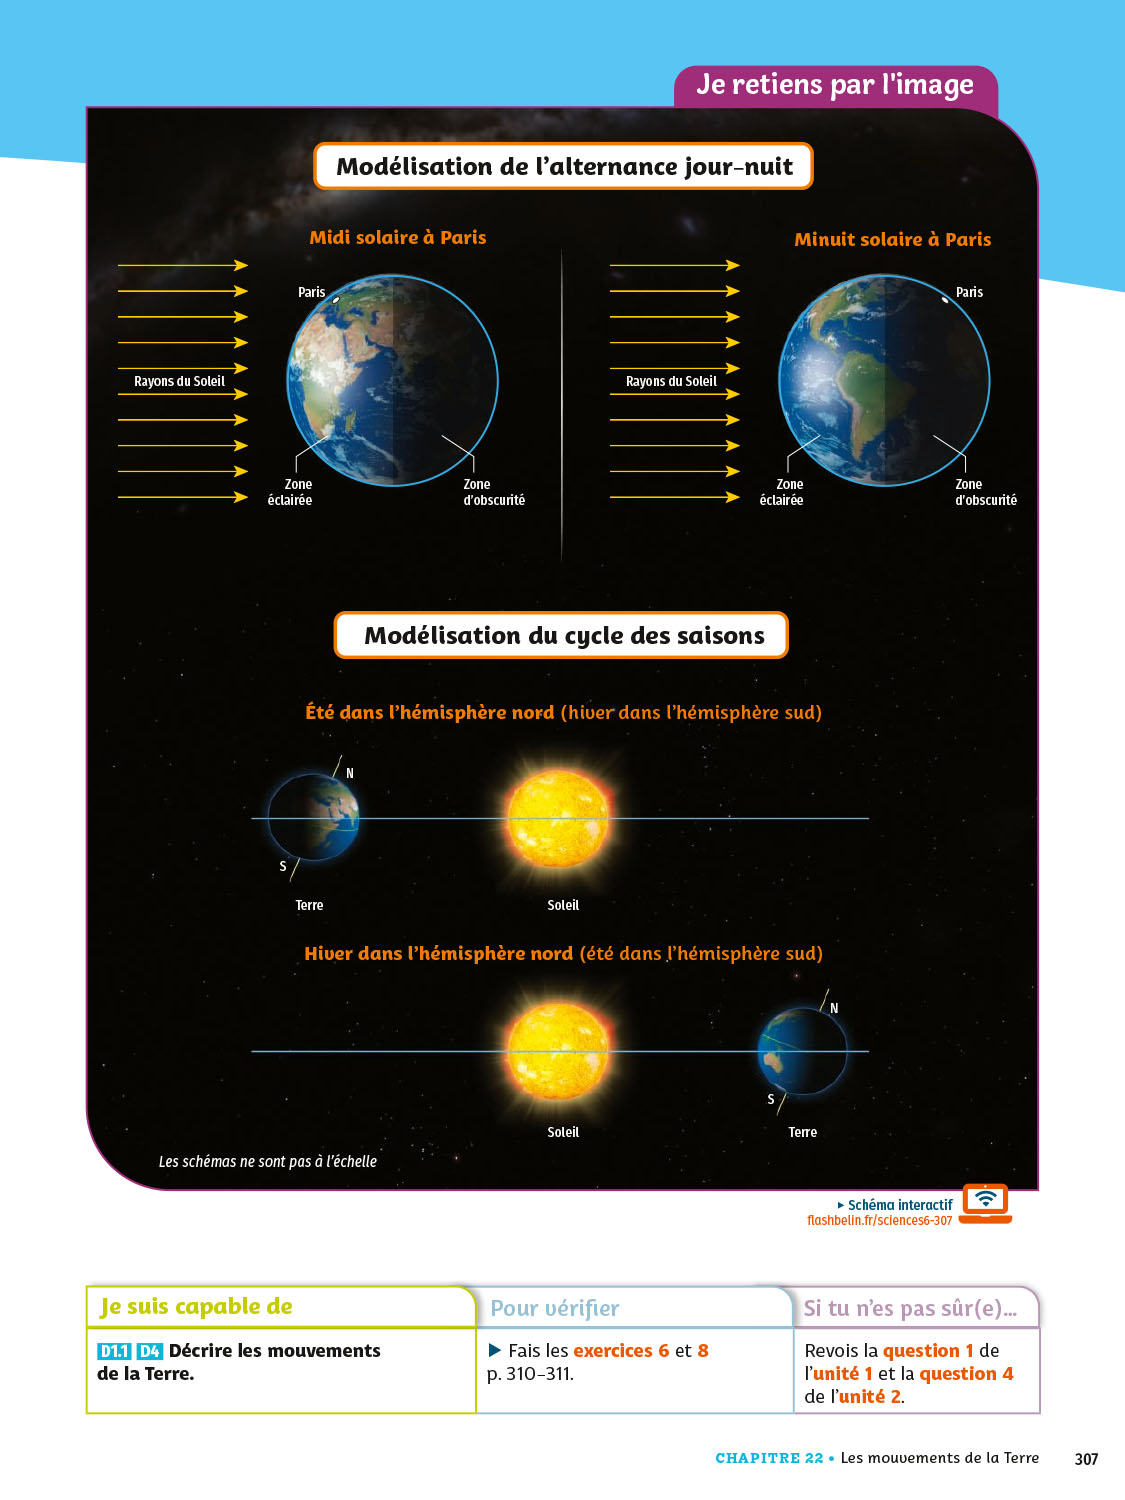 Je retiens par l'image
Modélisation de l'alternance jour-nuit
Midi solaire à Paris
Paris
Rayons du Soleil
Zone
éclairée
Zone
d'obscurité
Minuit solaire à Paris
Paris
Rayons du Soleil
Zone
éclairée
Zone
d'obscurité
Modélisation du cycle des saisons
Été dans l'hémisphère nord (hiver dans l'hémisphère sud)
N
S
Terre
Soleil
Hiver dans l'hémisphère nord (été dans l'hémisphère sud)
N
S
Soleil
Terre
Les schémas ne sont pas à l'échelle
▸ Schéma interactif
flashbelin.fr/sciences6-307
Je suis capable de
D1.1 D4 Décrire les mouvements
de la Terre.
Pour vérifier
▶ Fais les exercices 6 et 8
p. 310-311.
Si tu n'es pas sûr(e)...
Revois la question 1 de
l'unité 1 et la question 4
de l'unité 2.
CHAPITRE 22 • Les mouvements de la Terre 307